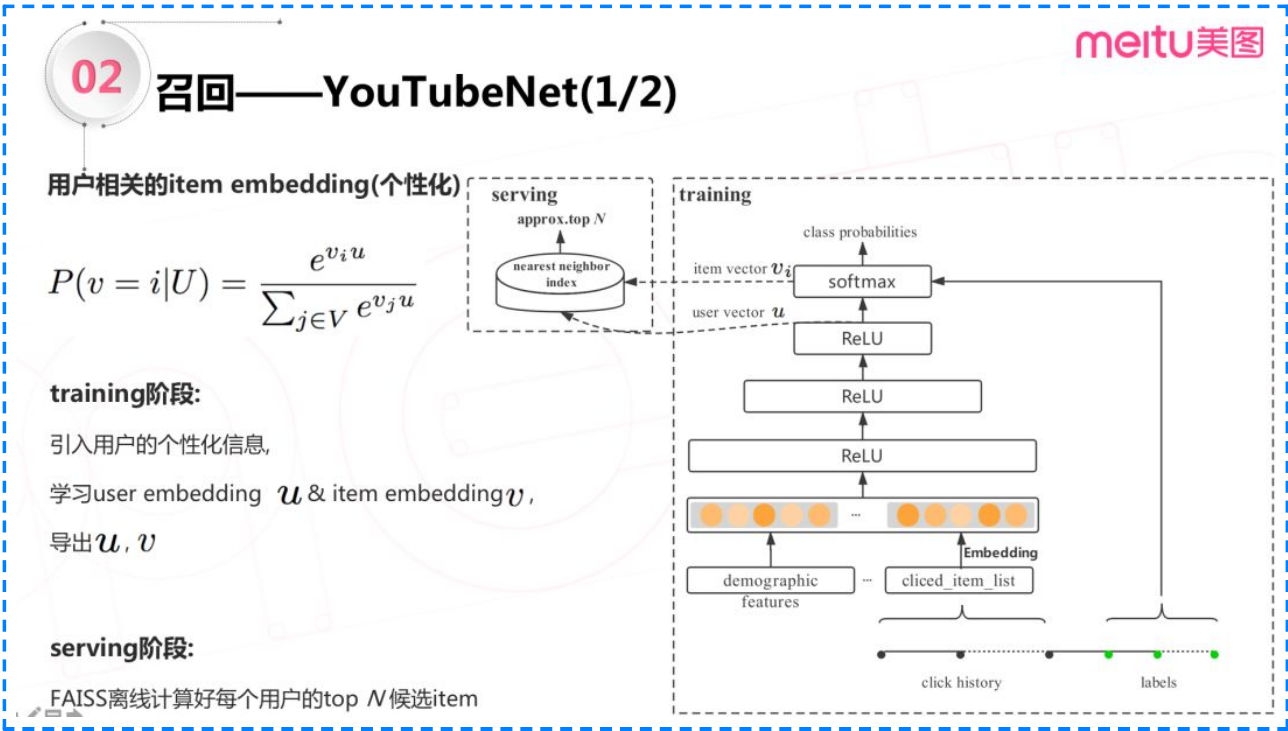 meitu美图
02
召回——YouTubeNet(1/2)
用户相关的item embedding(个性化)
P(v = i|U) = e^{v_i u} / ∑_{j∈V} e^{v_j u}
training阶段:
引入用户的个性化信息,
学习user embedding u & item embedding v ,
导出u , v
serving阶段:
FAISS离线计算好每个用户的top N 候选item
serving
approx.top N
nearest neighbor
index
training
class probabilities
item vector v_i
softmax
user vector u
ReLU
ReLU
ReLU
...
Embedding
demographic
...
cliced_item_list
features
click history
labels